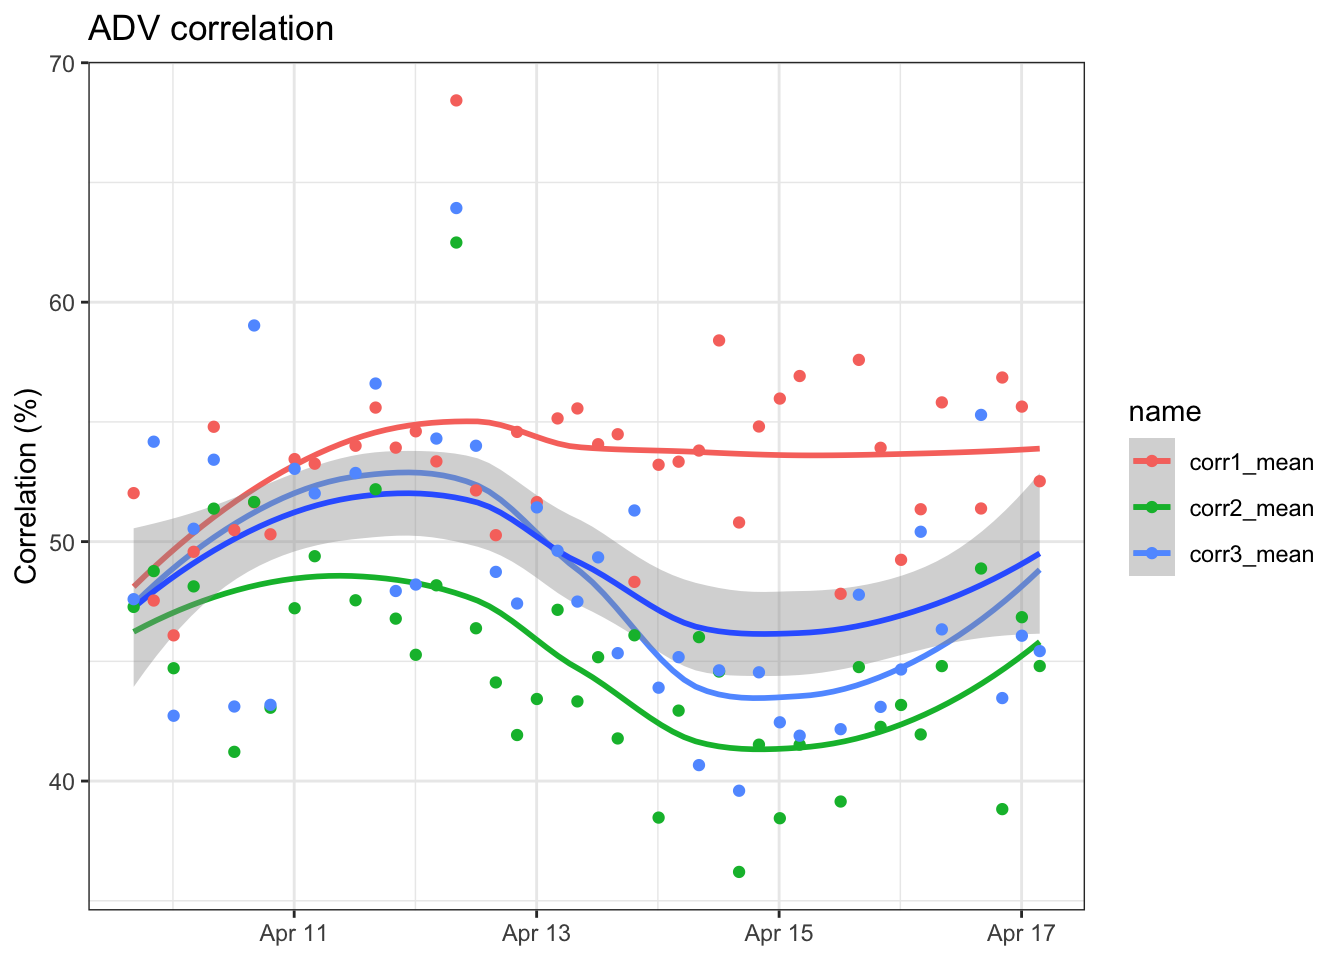 ADV correlation
Correlation (%)
70
60
50
40
Apr 11
Apr 13
Apr 15
Apr 17
name
corr1_mean
corr2_mean
corr3_mean